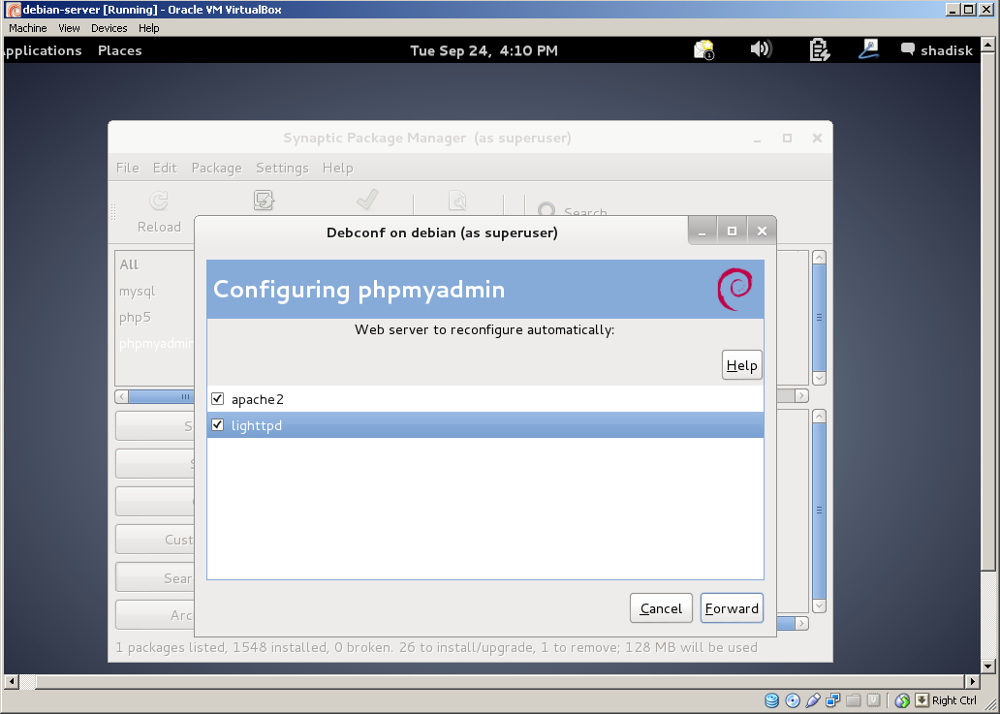 debian-server [Running] - Oracle VM VirtualBox
Machine View Devices Help
pplications Places Tue Sep 24, 4:10 PM shadisk
Synaptic Package Manager (as superuser)
File Edit Package Settings Help
Reload Search
Debconf on debian (as superuser)
All
mysql
php5
phpmyadmin
Configuring phpmyadmin
Web server to reconfigure automatically:
Help
apache2
lighttpd
Cust
Sear
Arc
Cancel Forward
1 packages listed, 1548 installed, 0 broken. 26 to install/upgrade, 1 to remove; 128 MB will be used
Right Ctrl